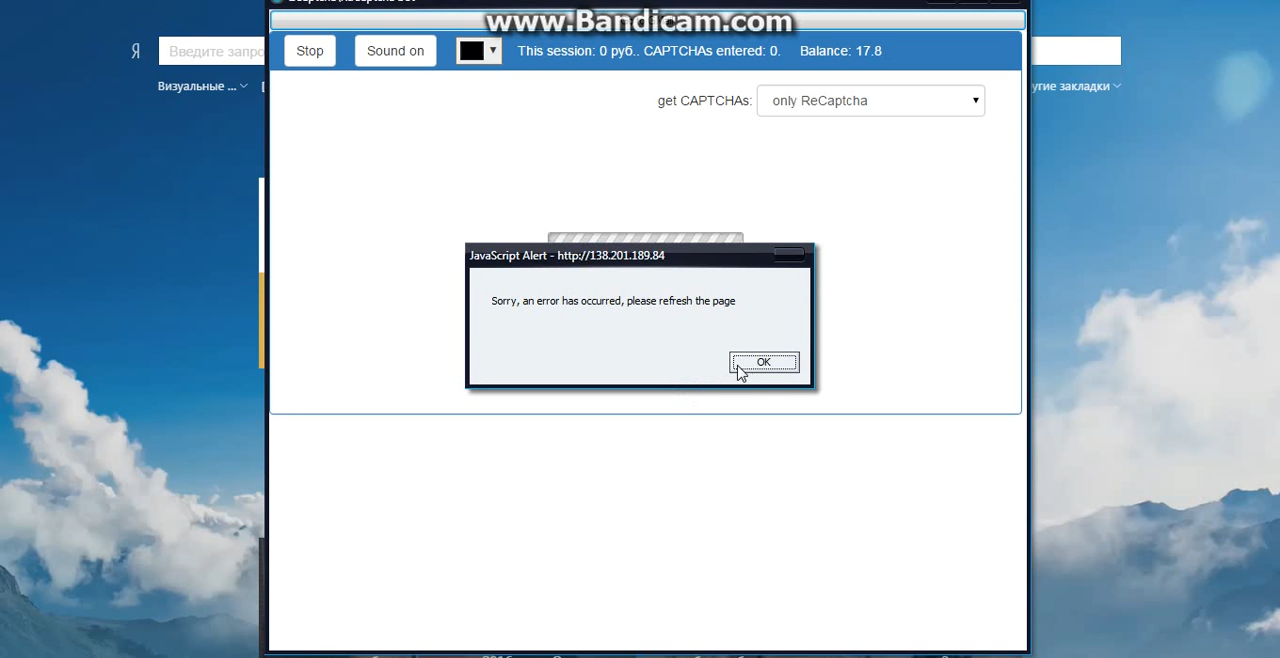 www.Bandicam.com
Я Введите запро
Stop Sound on This session: 0 руб.. CAPTCHAs entered: 0. Balance: 17.8
Визуальные ...
угие закладки
get CAPTCHAs: only ReCaptcha
JavaScript Alert - http://138.201.189.84
Sorry, an error has occurred, please refresh the page
OK